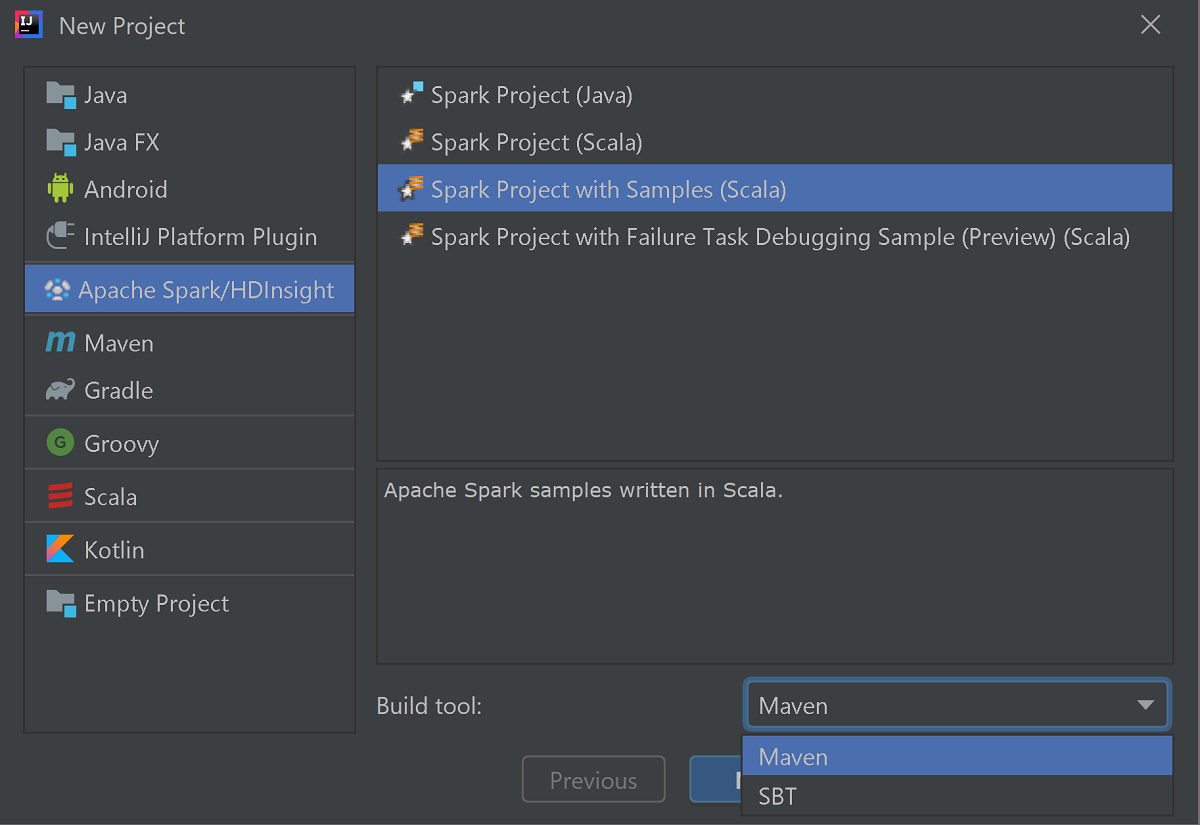 New Project
Java
Java FX
Android
IntelliJ Platform Plugin
Apache Spark/HDInsight
Maven
Gradle
Groovy
Scala
Kotlin
Empty Project
Spark Project (Java)
Spark Project (Scala)
Spark Project with Samples (Scala)
Spark Project with Failure Task Debugging Sample (Preview) (Scala)
Apache Spark samples written in Scala.
Build tool:
Maven
Maven
SBT
Previous